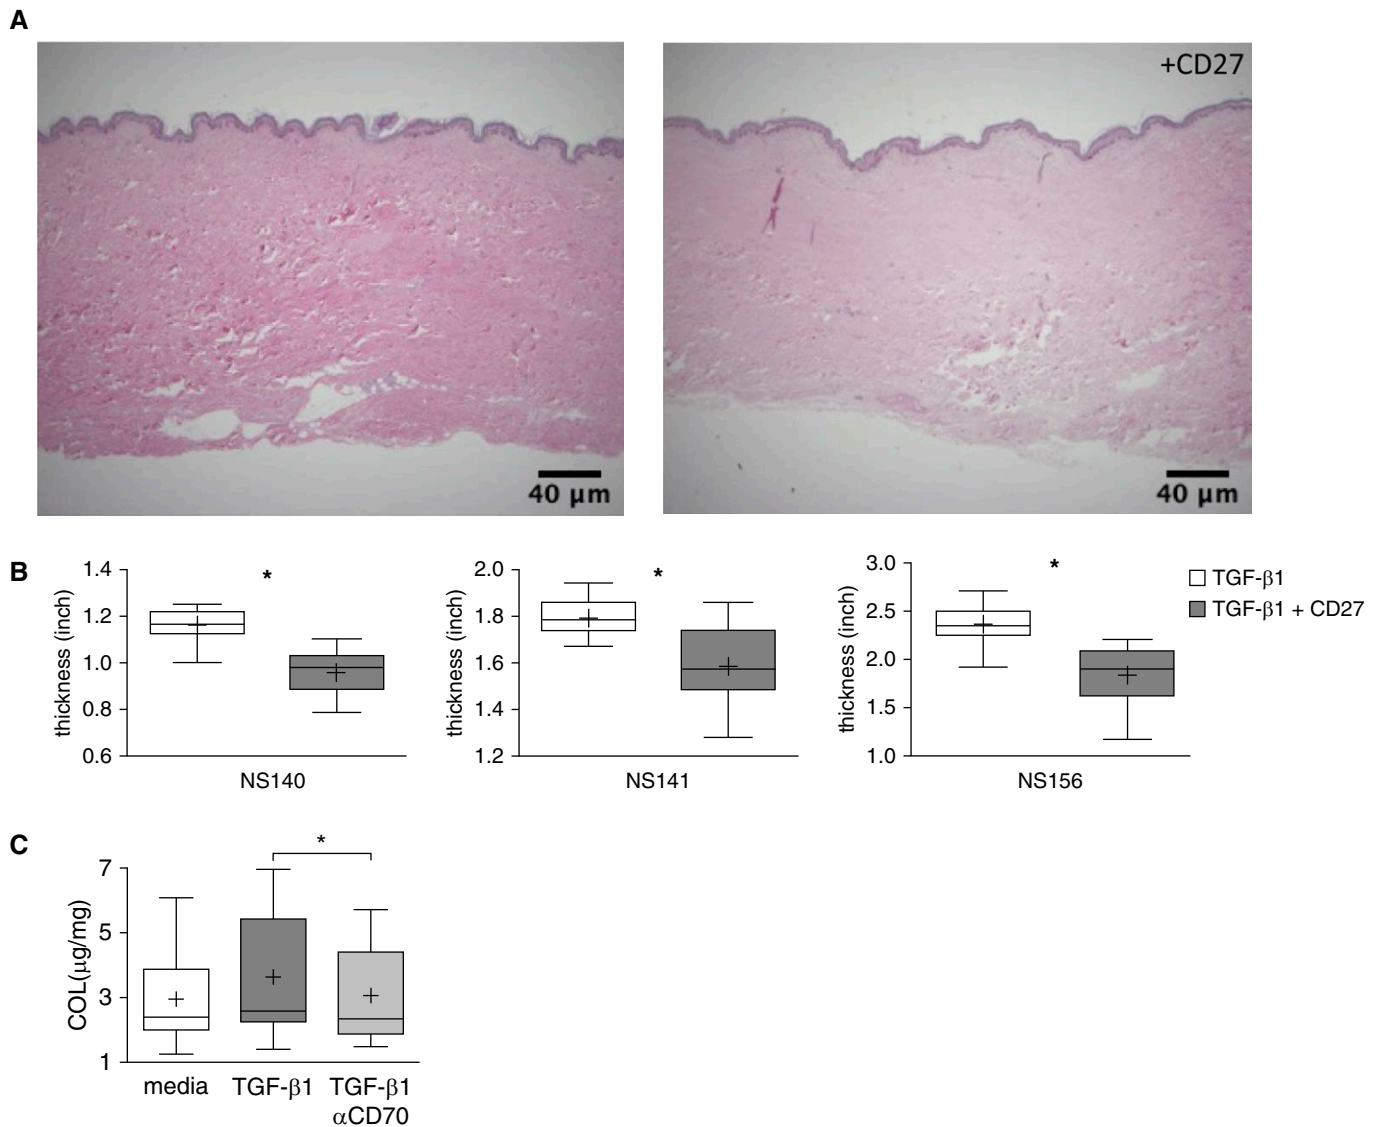 A
+CD27
40 µm
40 µm
B
thickness (inch)
1.4
1.2
1.0
0.8
0.6
*
NS140
thickness (inch)
2.0
1.8
1.6
1.4
1.2
*
NS141
thickness (inch)
3.0
2.5
2.0
1.5
1.0
*
NS156
TGF-β1
TGF-β1 + CD27
C
COL(µg/mg)
7
5
3
1
*
media
TGF-β1
TGF-β1
αCD70